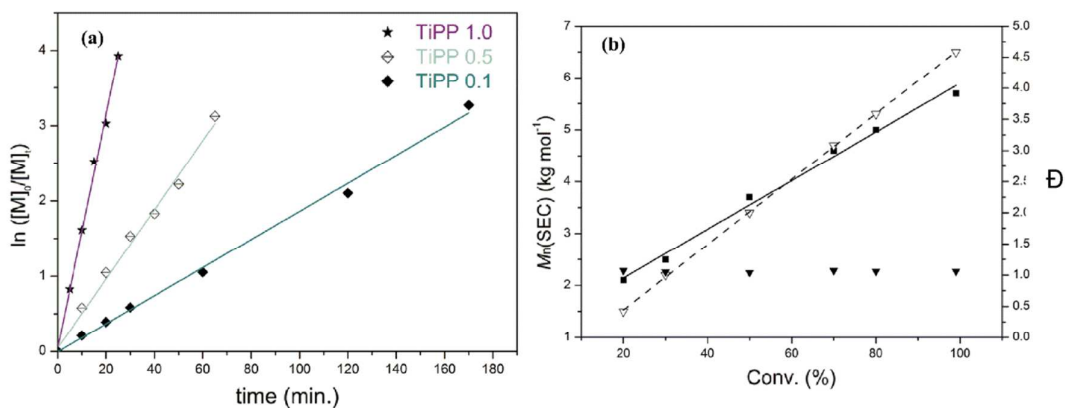 (a)
TiPP 1.0
TiPP 0.5
TiPP 0.1
ln ([M]₀/[M]ₜ)
4
3
2
1
0
0 20 40 60 80 100 120 140 160 180
time (min.)
(b)
Mn(SEC) (kg mol⁻¹)
7
6
5
4
3
2
1
20 40 60 80 100
Conv. (%)
5.0
4.5
4.0
3.5
3.0
2.5
2.0
1.5
1.0
0.5
0.0
Đ